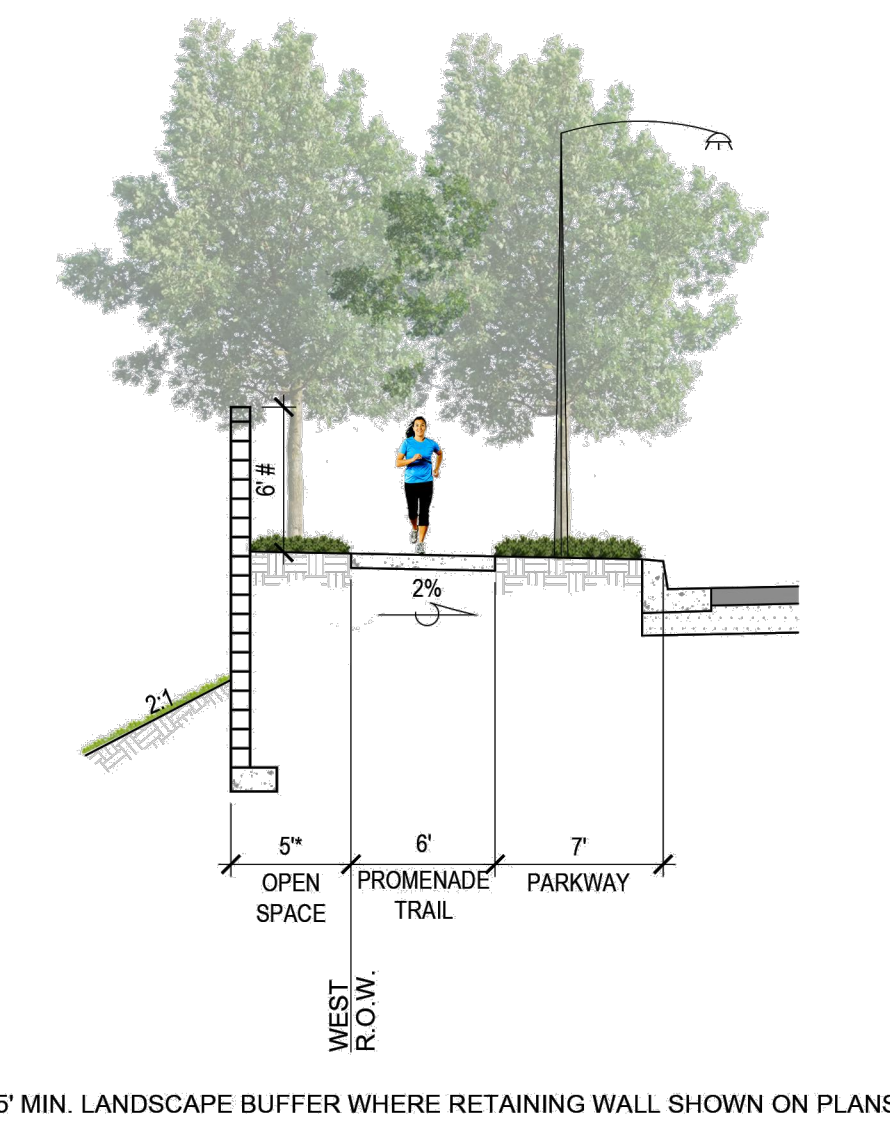 6' #
2%
2:1
5'*
6'
7'
OPEN
SPACE
PROMENADE
TRAIL
PARKWAY
WEST
R.O.W.
5' MIN. LANDSCAPE BUFFER WHERE RETAINING WALL SHOWN ON PLANS